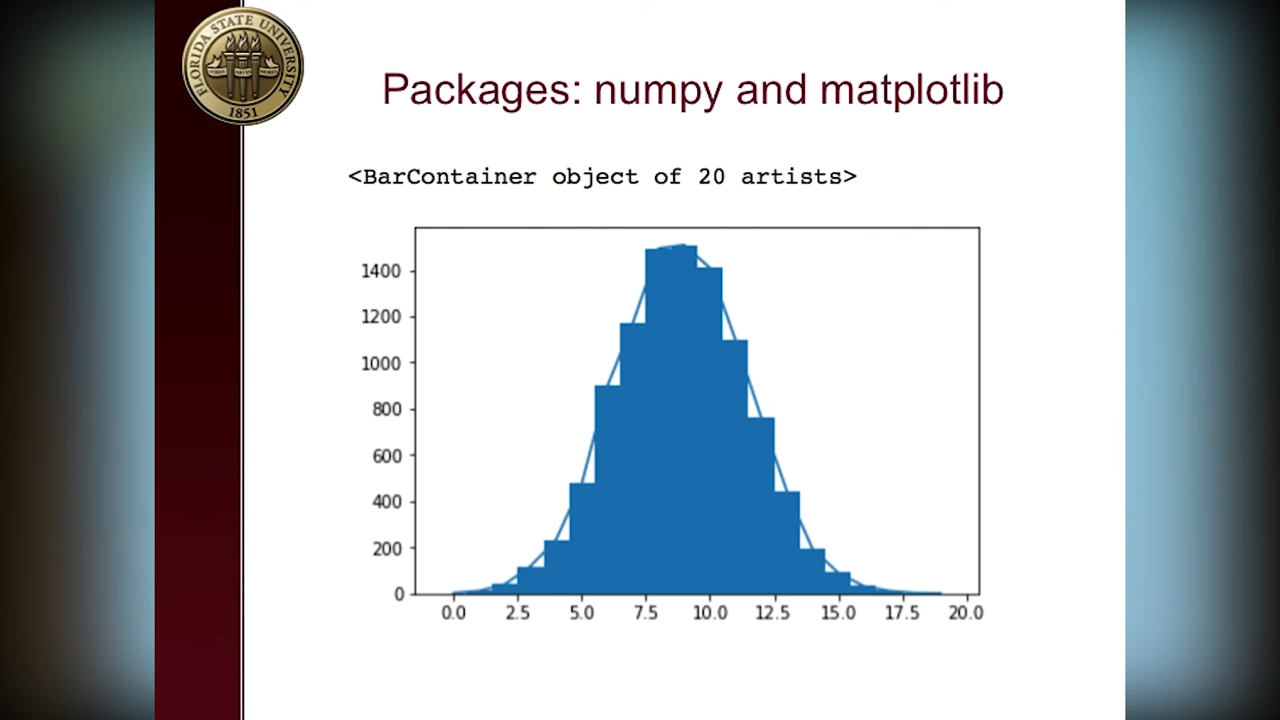 FLORIDA STATE UNIVERSITY
1851
Packages: numpy and matplotlib
<BarContainer object of 20 artists>
1400
1200
1000
800
600
400
200
0
0.0 2.5 5.0 7.5 10.0 12.5 15.0 17.5 20.0